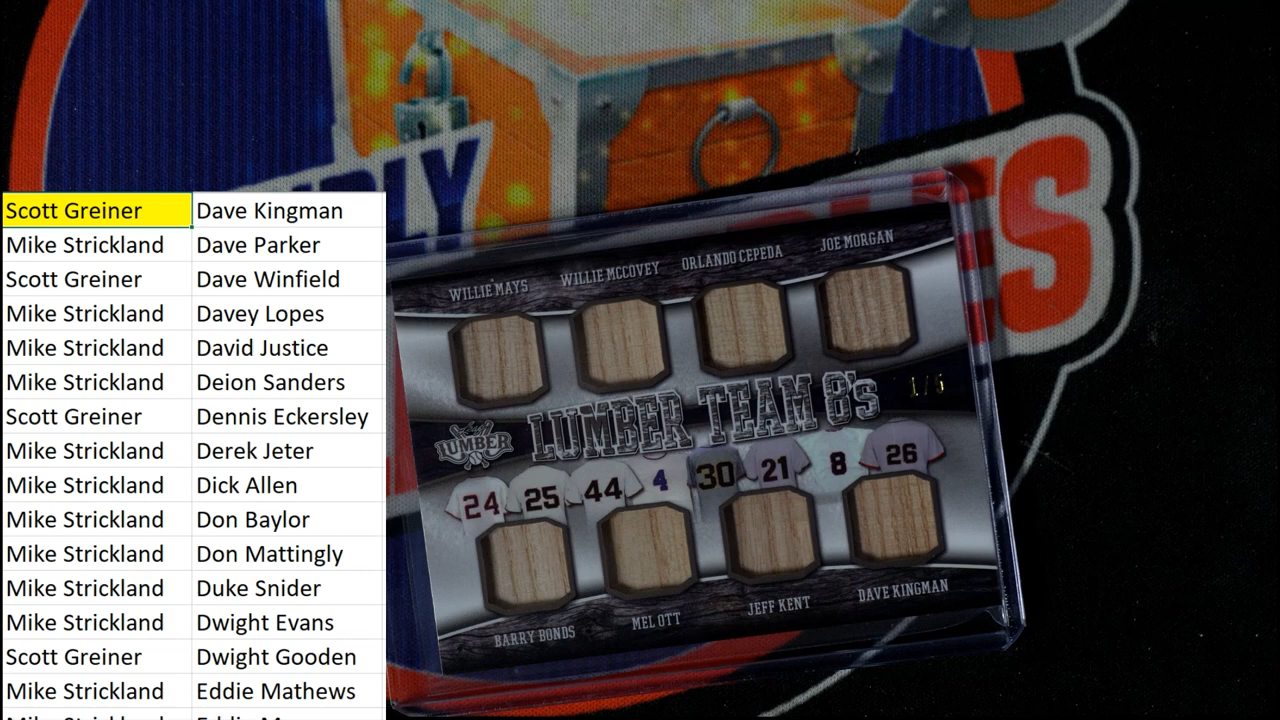 Scott Greiner Dave Kingman
Mike Strickland Dave Parker
Scott Greiner Dave Winfield
Mike Strickland Davey Lopes
Mike Strickland David Justice
Mike Strickland Deion Sanders
Scott Greiner Dennis Eckersley
Mike Strickland Derek Jeter
Mike Strickland Dick Allen
Mike Strickland Don Baylor
Mike Strickland Don Mattingly
Mike Strickland Duke Snider
Mike Strickland Dwight Evans
Scott Greiner Dwight Gooden
Mike Strickland Eddie Mathews
WILLIE MAYS WILLIE MCCOVEY ORLANDO CEPEDA JOE MORGAN
LUMBER TEAM 8's 1/5
LUMBER
24 25 44 4 30 21 8 26
BARRY BONDS MEL OTT JEFF KENT DAVE KINGMAN